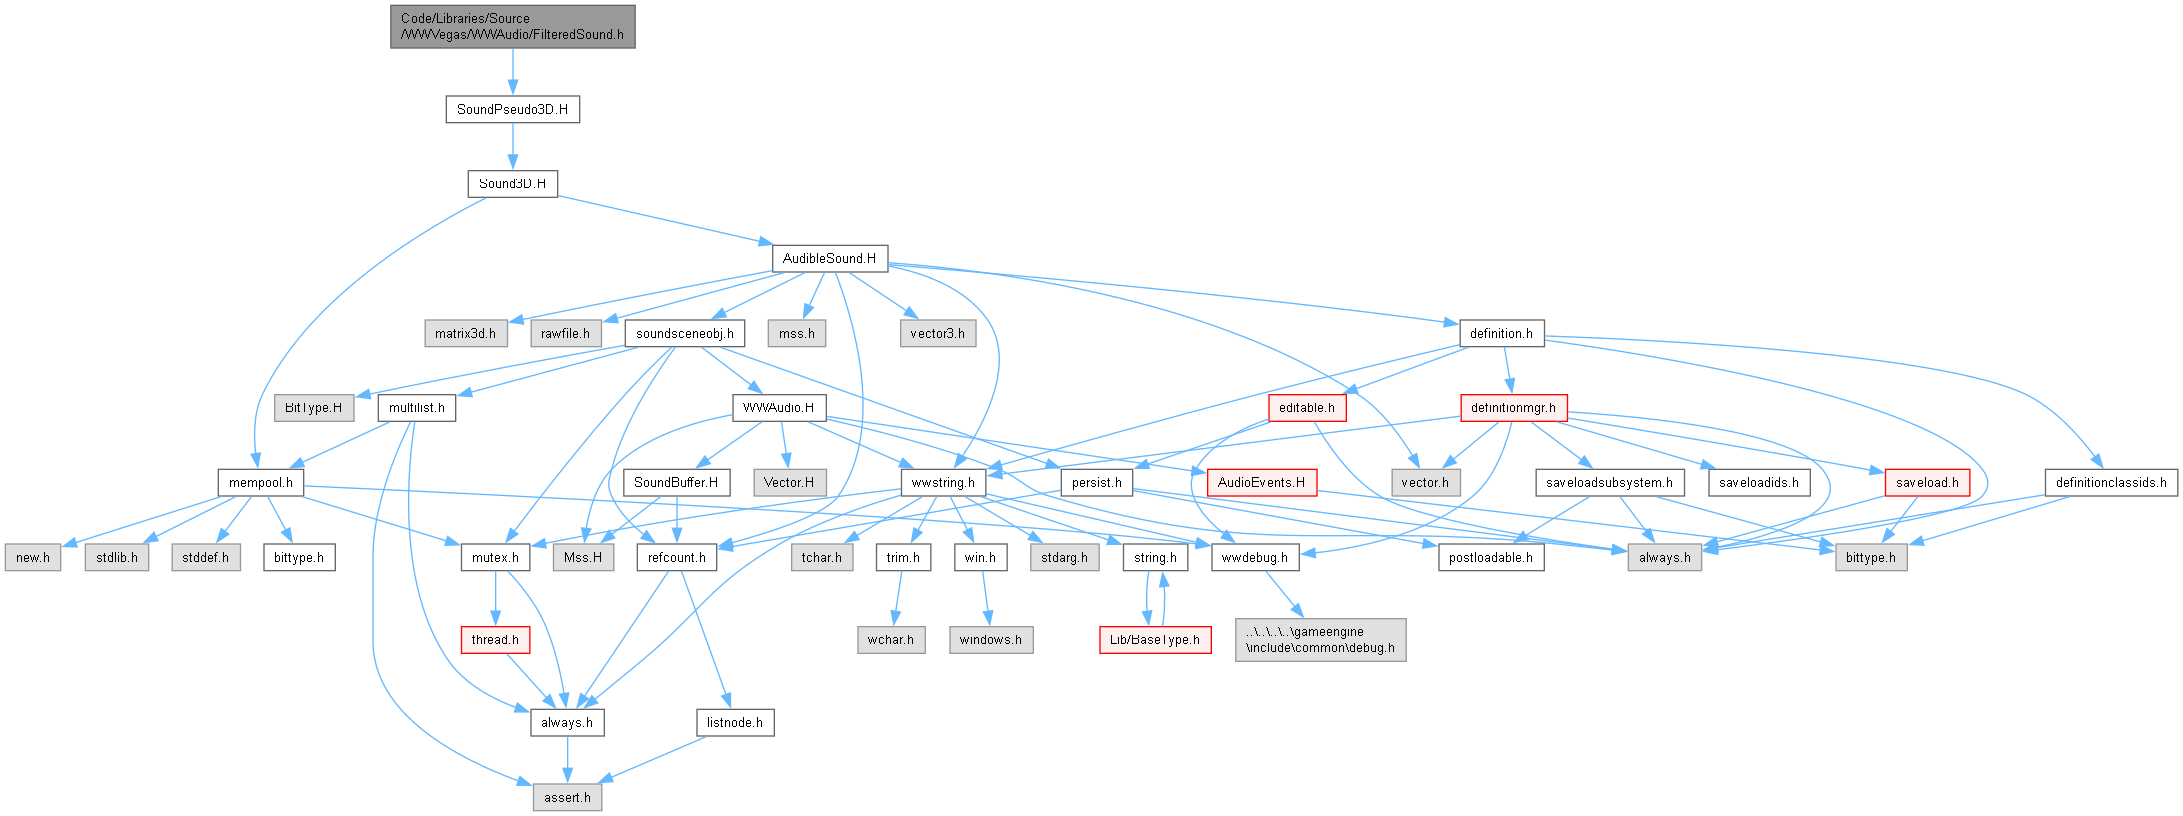 Code/Libraries/Source
/WWVegas/WWAudio/FilteredSound.h
SoundPseudo3D.H
Sound3D.H
AudibleSound.H
matrix3d.h
rawfile.h
soundsceneobj.h
mss.h
vector3.h
definition.h
BitType.H
multilist.h
WWAudio.H
editable.h
definitionmgr.h
mempool.h
SoundBuffer.H
Vector.H
wwstring.h
persist.h
AudioEvents.H
vector.h
saveloadsubsystem.h
saveloadids.h
saveload.h
definitionclassids.h
new.h
stdlib.h
stddef.h
bittype.h
mutex.h
Mss.H
refcount.h
tchar.h
trim.h
win.h
stdarg.h
string.h
wwdebug.h
postloadable.h
always.h
bittype.h
thread.h
wchar.h
windows.h
Lib/BaseType.h
..\..\..\..\gameengine
\include\common\debug.h
always.h
listnode.h
assert.h